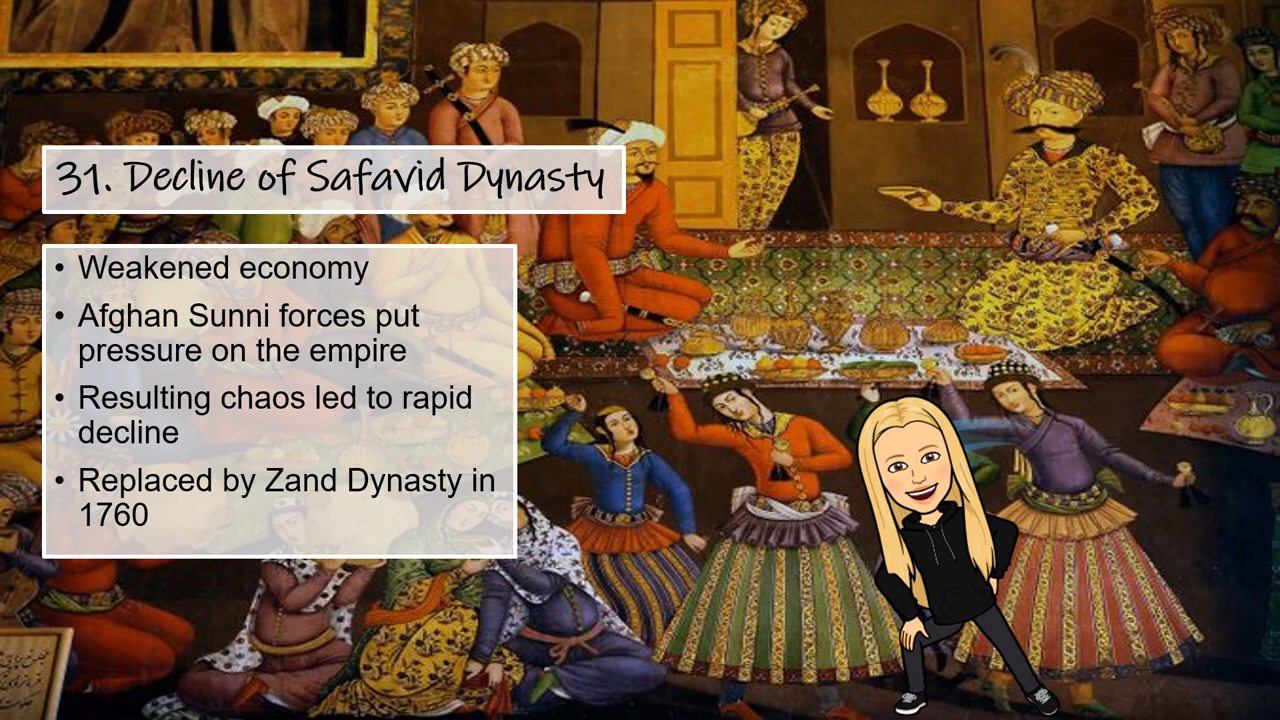 31. Decline of Safavid Dynasty
• Weakened economy
• Afghan Sunni forces put
pressure on the empire
• Resulting chaos led to rapid
decline
• Replaced by Zand Dynasty in
1760